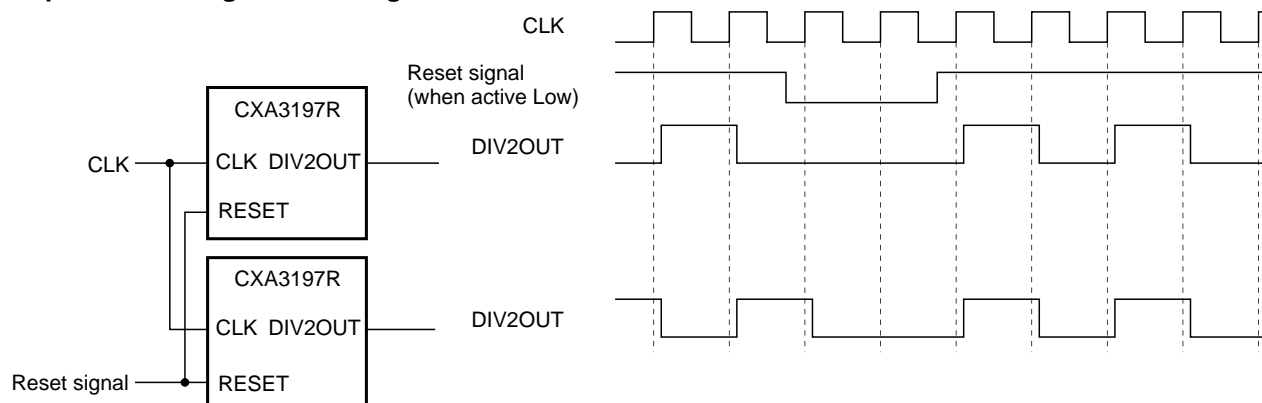 CLK
Reset signal
(when active Low)
DIV2OUT
DIV2OUT
CXA3197R
CLK
CLK DIV2OUT
RESET
CXA3197R
CLK DIV2OUT
Reset signal
RESET